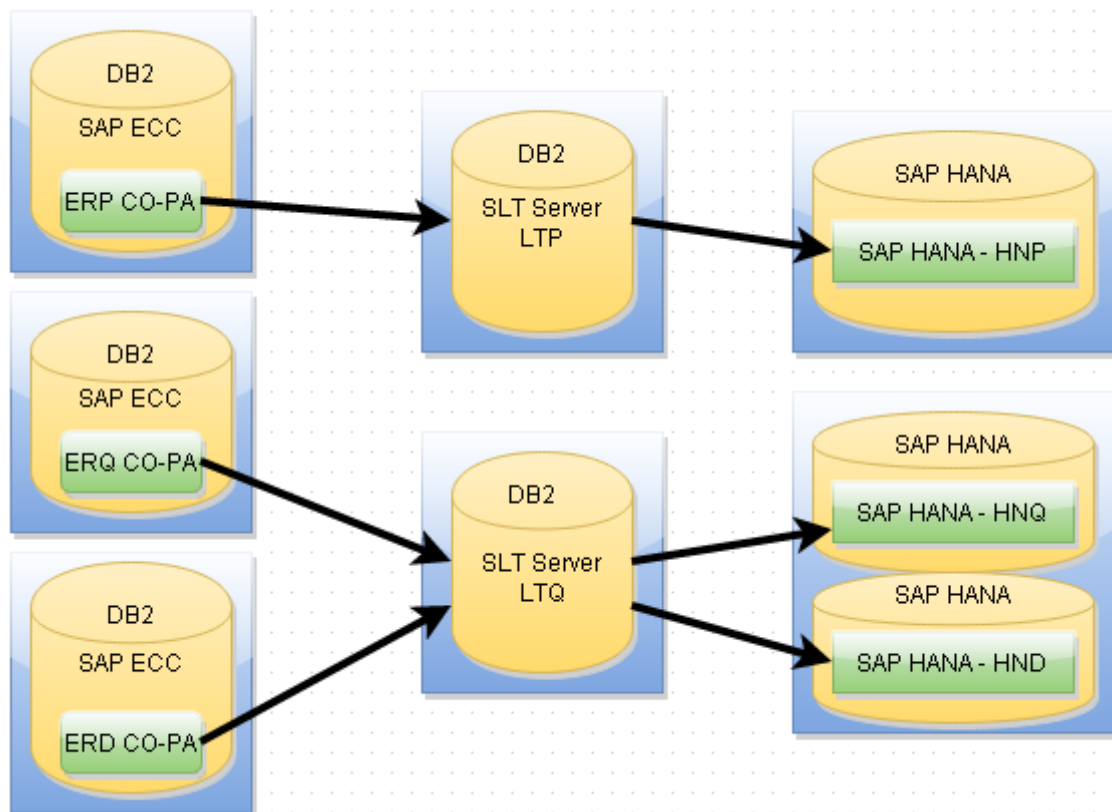 DB2
SAP ECC
ERP CO-PA
DB2
SLT Server
LTP
SAP HANA
SAP HANA - HNP
DB2
SAP ECC
ERQ CO-PA
DB2
SAP ECC
ERD CO-PA
DB2
SLT Server
LTQ
SAP HANA
SAP HANA - HNQ
SAP HANA
SAP HANA - HND